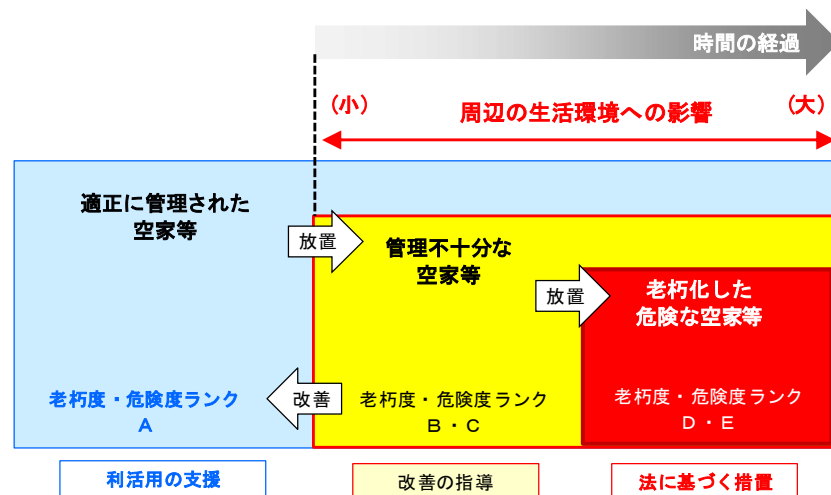 時間の経過
(小)
周辺の生活環境への影響
(大)
適正に管理された
空家等
放置
管理不十分な
空家等
放置
老朽化した
危険な空家等
老朽度・危険度ランク
A
改善
老朽度・危険度ランク
B・C
老朽度・危険度ランク
D・E
利活用の支援
改善の指導
法に基づく措置